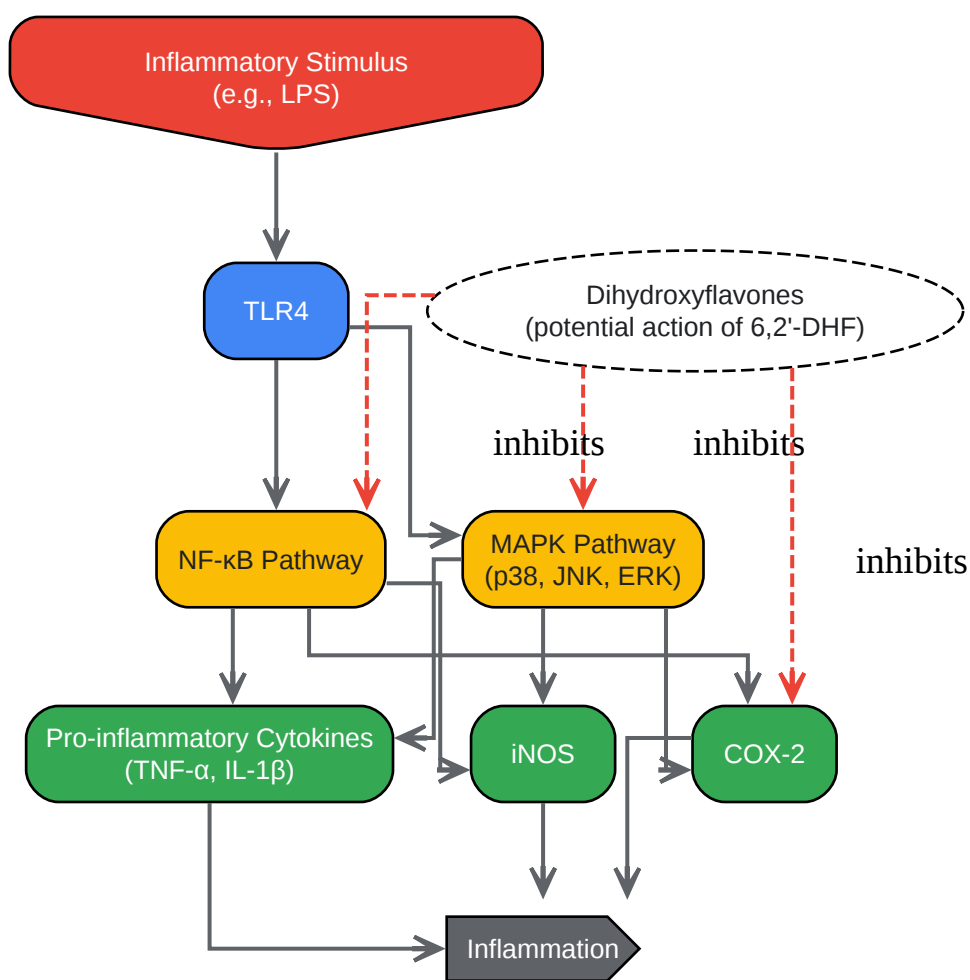 Inflammatory Stimulus
(e.g., LPS)
TLR4
Dihydroxyflavones
(potential action of 6,2'-DHF)
inhibits
inhibits
NF-κB Pathway
MAPK Pathway
(p38, JNK, ERK)
inhibits
Pro-inflammatory Cytokines
(TNF-α, IL-1β)
iNOS
COX-2
Inflammation